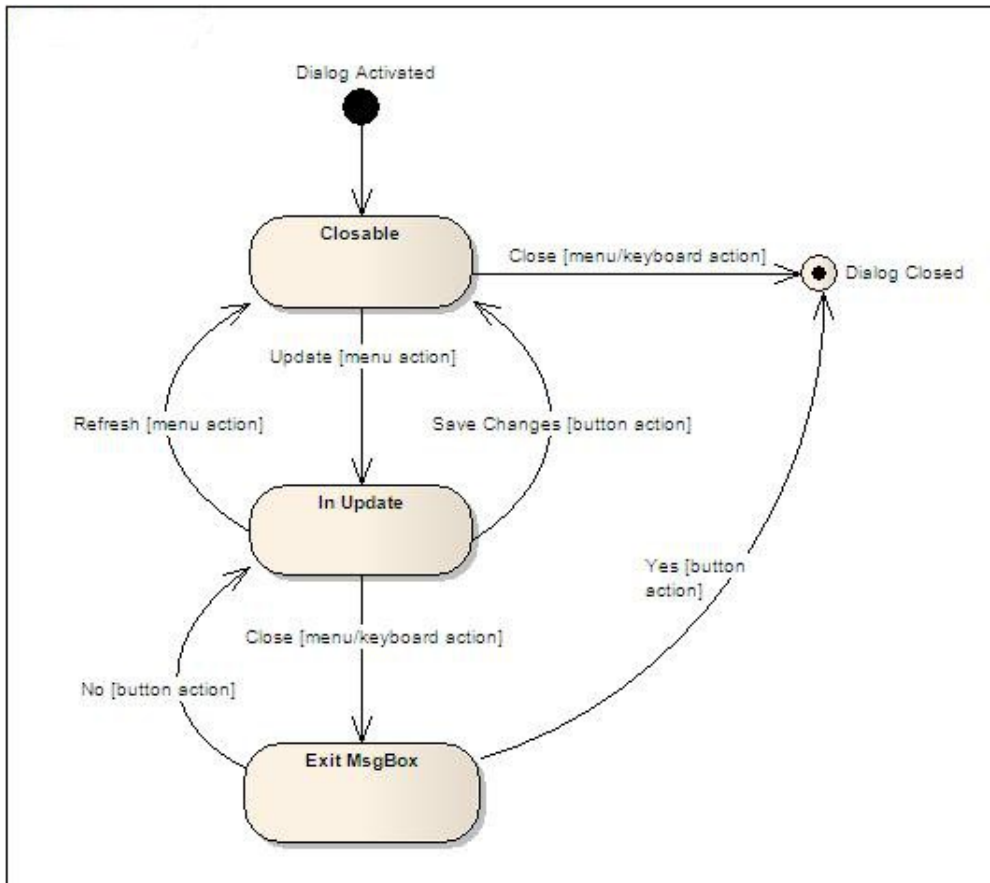 Dialog Activated
Closable
Close [menu/keyboard action]
Dialog Closed
Update [menu action]
Refresh [menu action]
Save Changes [button action]
In Update
Yes [button
action]
Close [menu/keyboard action]
No [button action]
Exit MsgBox